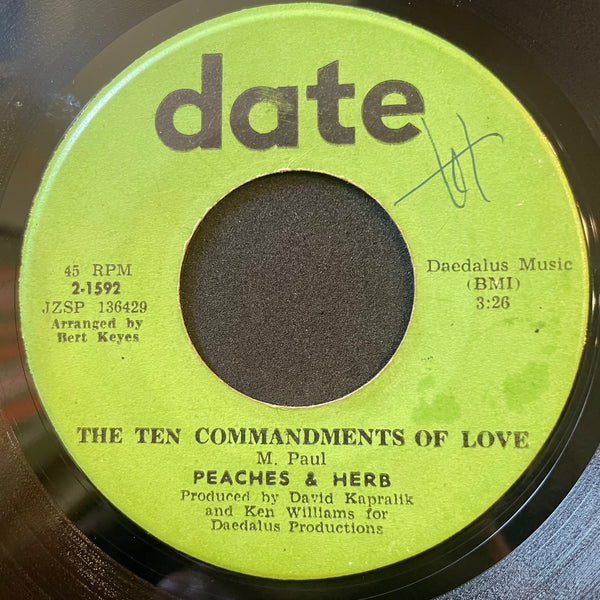 date
45 RPM
2-1592
JZSP 136429
Arranged by
Bert Keyes
Daedalus Music
(BMI)
3:26
THE TEN COMMANDMENTS OF LOVE
M. Paul
PEACHES & HERB
Produced by David Kapralik
and Ken Williams for
Daedalus Productions